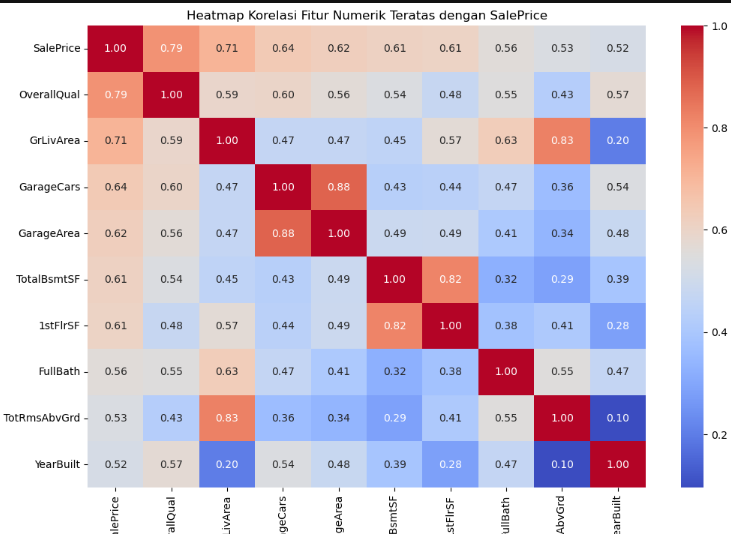 Heatmap Korelasi Fitur Numerik Teratas dengan SalePrice
SalePrice 1.00 0.79 0.71 0.64 0.62 0.61 0.61 0.56 0.53 0.52
OverallQual 0.79 1.00 0.59 0.60 0.56 0.54 0.48 0.55 0.43 0.57
GrLivArea 0.71 0.59 1.00 0.47 0.47 0.45 0.57 0.63 0.83 0.20
GarageCars 0.64 0.60 0.47 1.00 0.88 0.43 0.44 0.47 0.36 0.54
GarageArea 0.62 0.56 0.47 0.88 1.00 0.49 0.49 0.41 0.34 0.48
TotalBsmtSF 0.61 0.54 0.45 0.43 0.49 1.00 0.82 0.32 0.29 0.39
1stFlrSF 0.61 0.48 0.57 0.44 0.49 0.82 1.00 0.38 0.41 0.28
FullBath 0.56 0.55 0.63 0.47 0.41 0.32 0.38 1.00 0.55 0.47
TotRmsAbvGrd 0.53 0.43 0.83 0.36 0.34 0.29 0.41 0.55 1.00 0.10
YearBuilt 0.52 0.57 0.20 0.54 0.48 0.39 0.28 0.47 0.10 1.00
alePrice
rallQual
LivArea
geCars
geArea
BsmtSF
stFlrSF
ullBath
AbvGrd
earBuilt
1.0
0.8
0.6
0.4
0.2